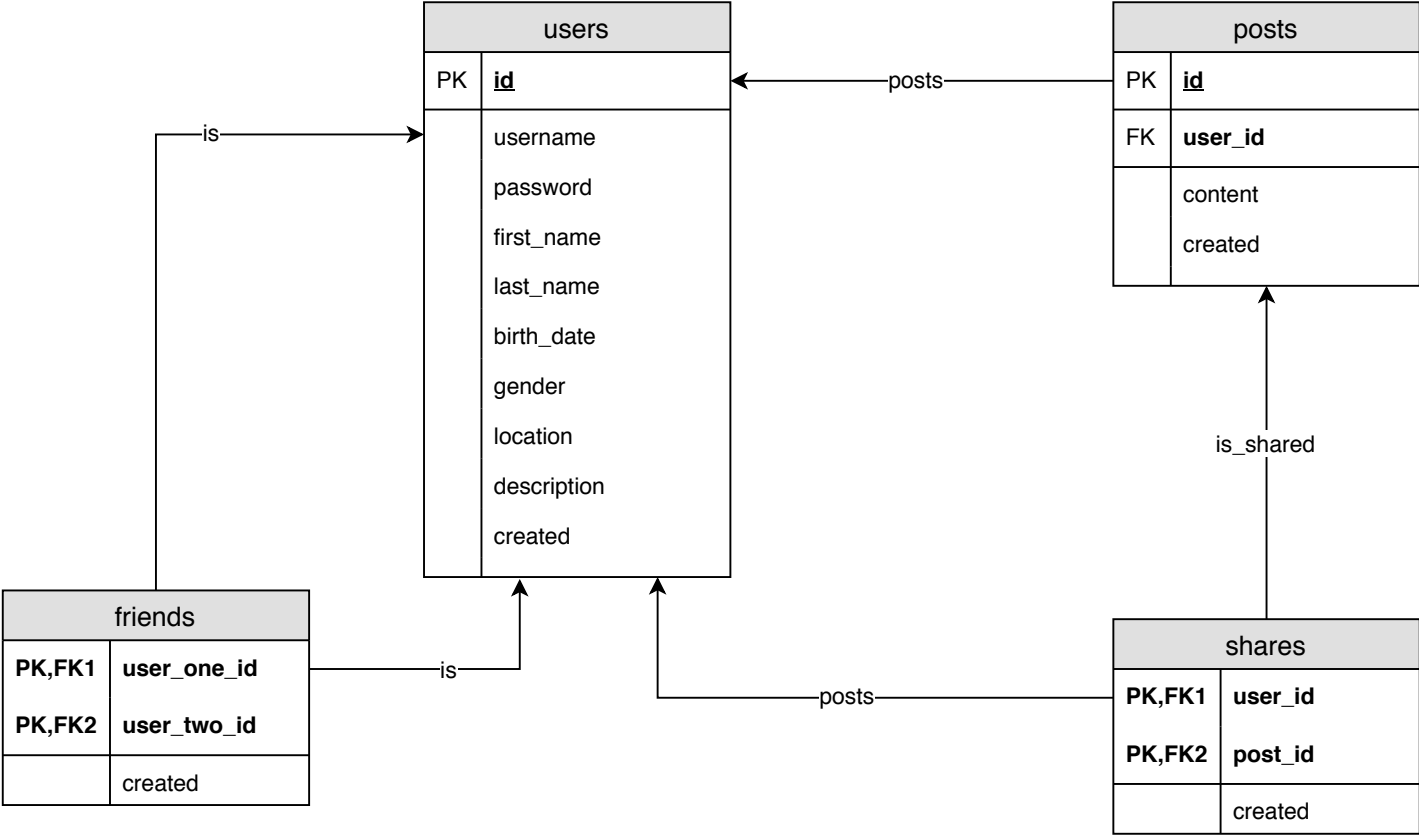 users
PK id
username
password
first_name
last_name
birth_date
gender
location
description
created
posts
PK id
FK user_id
content
created
friends
PK,FK1 user_one_id
PK,FK2 user_two_id
created
shares
PK,FK1 user_id
PK,FK2 post_id
created
is
is
posts
posts
is_shared